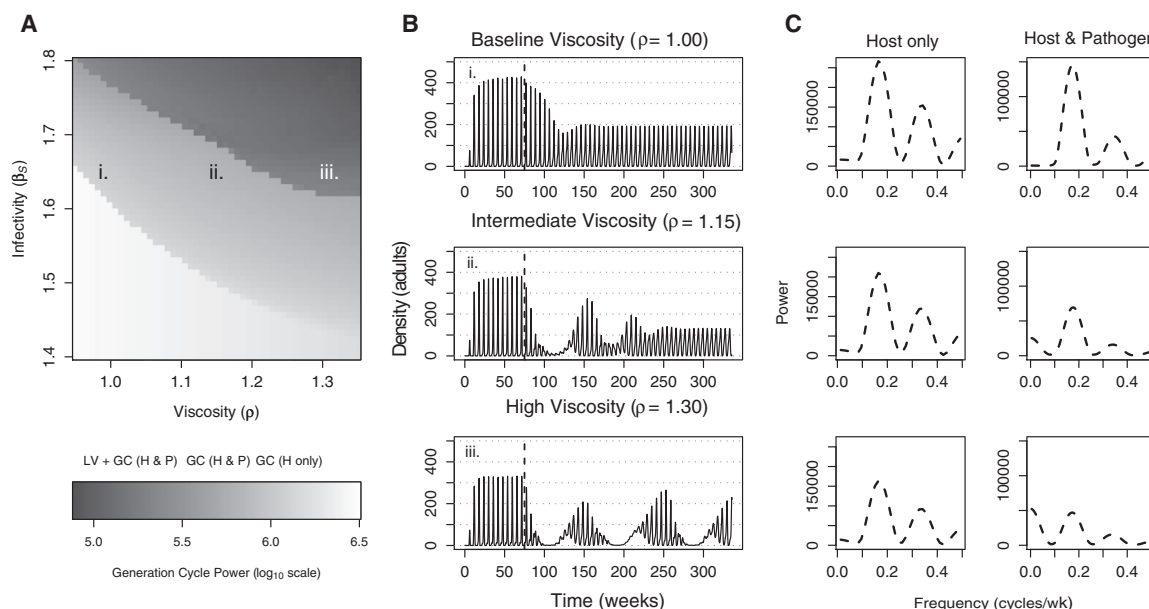 A
1.8
1.7
1.6
1.5
1.4
Infectivity (βS)
i.
ii.
iii.
1.0
1.1
1.2
1.3
Viscosity (ρ)
LV + GC (H & P) GC (H & P) GC (H only)
5.0
5.5
6.0
6.5
Generation Cycle Power (log10 scale)
B
Baseline Viscosity (ρ= 1.00)
i.
400
200
0
0 50 100 150 200 250 300
Intermediate Viscosity (ρ = 1.15)
ii.
400
200
0
0 50 100 150 200 250 300
High Viscosity (ρ = 1.30)
iii.
400
200
0
0 50 100 150 200 250 300
Density (adults)
Time (weeks)
C
Host only
Host & Pathogen
150000
0
0.0 0.2 0.4
100000
0
0.0 0.2 0.4
150000
0
0.0 0.2 0.4
100000
0
0.0 0.2 0.4
150000
0
0.0 0.2 0.4
100000
0
0.0 0.2 0.4
Power
Frequency (cycles/wk)